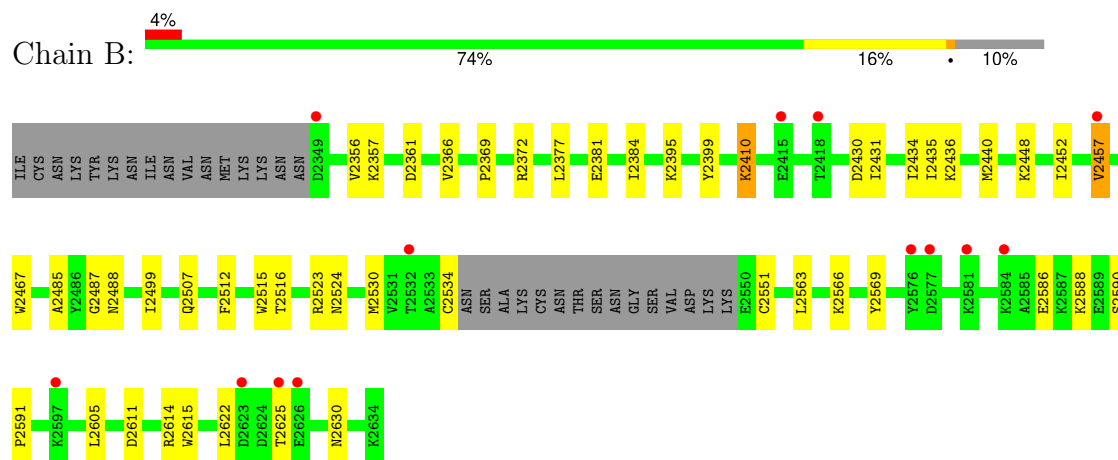 4%
Chain B:
74% 16% • 10%
ILE CYS ASN LYS TYR LYS ASN ILE ASN VAL ASN MET LYS LYS ASN ASN D2349 V2356 K2357 D2361 V2366 P2369 R2372 L2377 E2381 I2384 K2395 Y2399 K2410 E2415 T2418 D2430 I2431 I2434 I2435 K2436 M2440 K2448 I2452 V2457
W2467 A2485 Y2486 G2487 N2488 I2499 Q2507 F2512 W2515 T2516 R2523 N2524 M2530 V2531 T2532 A2533 C2534 ASN SER ALA LYS CYS ASN THR SER ASN GLY SER VAL ASP LYS LYS E2550 C2551 L2563 K2566 Y2569 Y2576 D2577 K2581 K2584 A2585 E2586 K2587 K2588 E2589 S2590
P2591 K2597 L2605 D2611 R2614 W2615 L2622 D2623 D2624 T2625 E2626 N2630 K2634